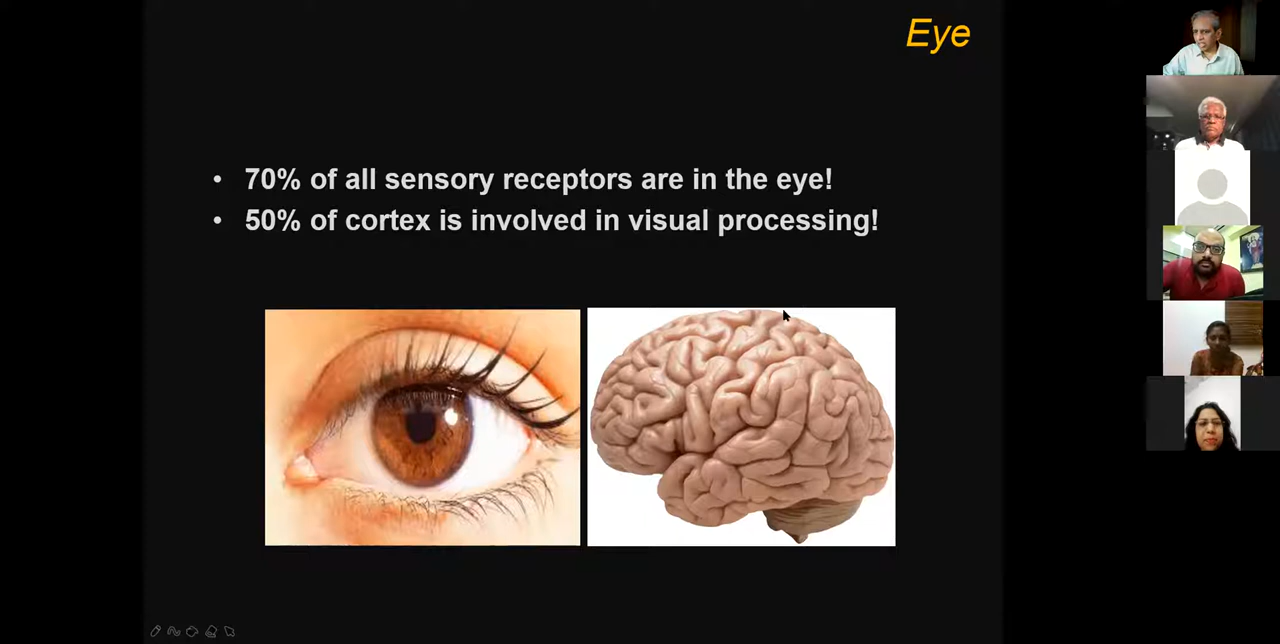 Eye
• 70% of all sensory receptors are in the eye!
• 50% of cortex is involved in visual processing!